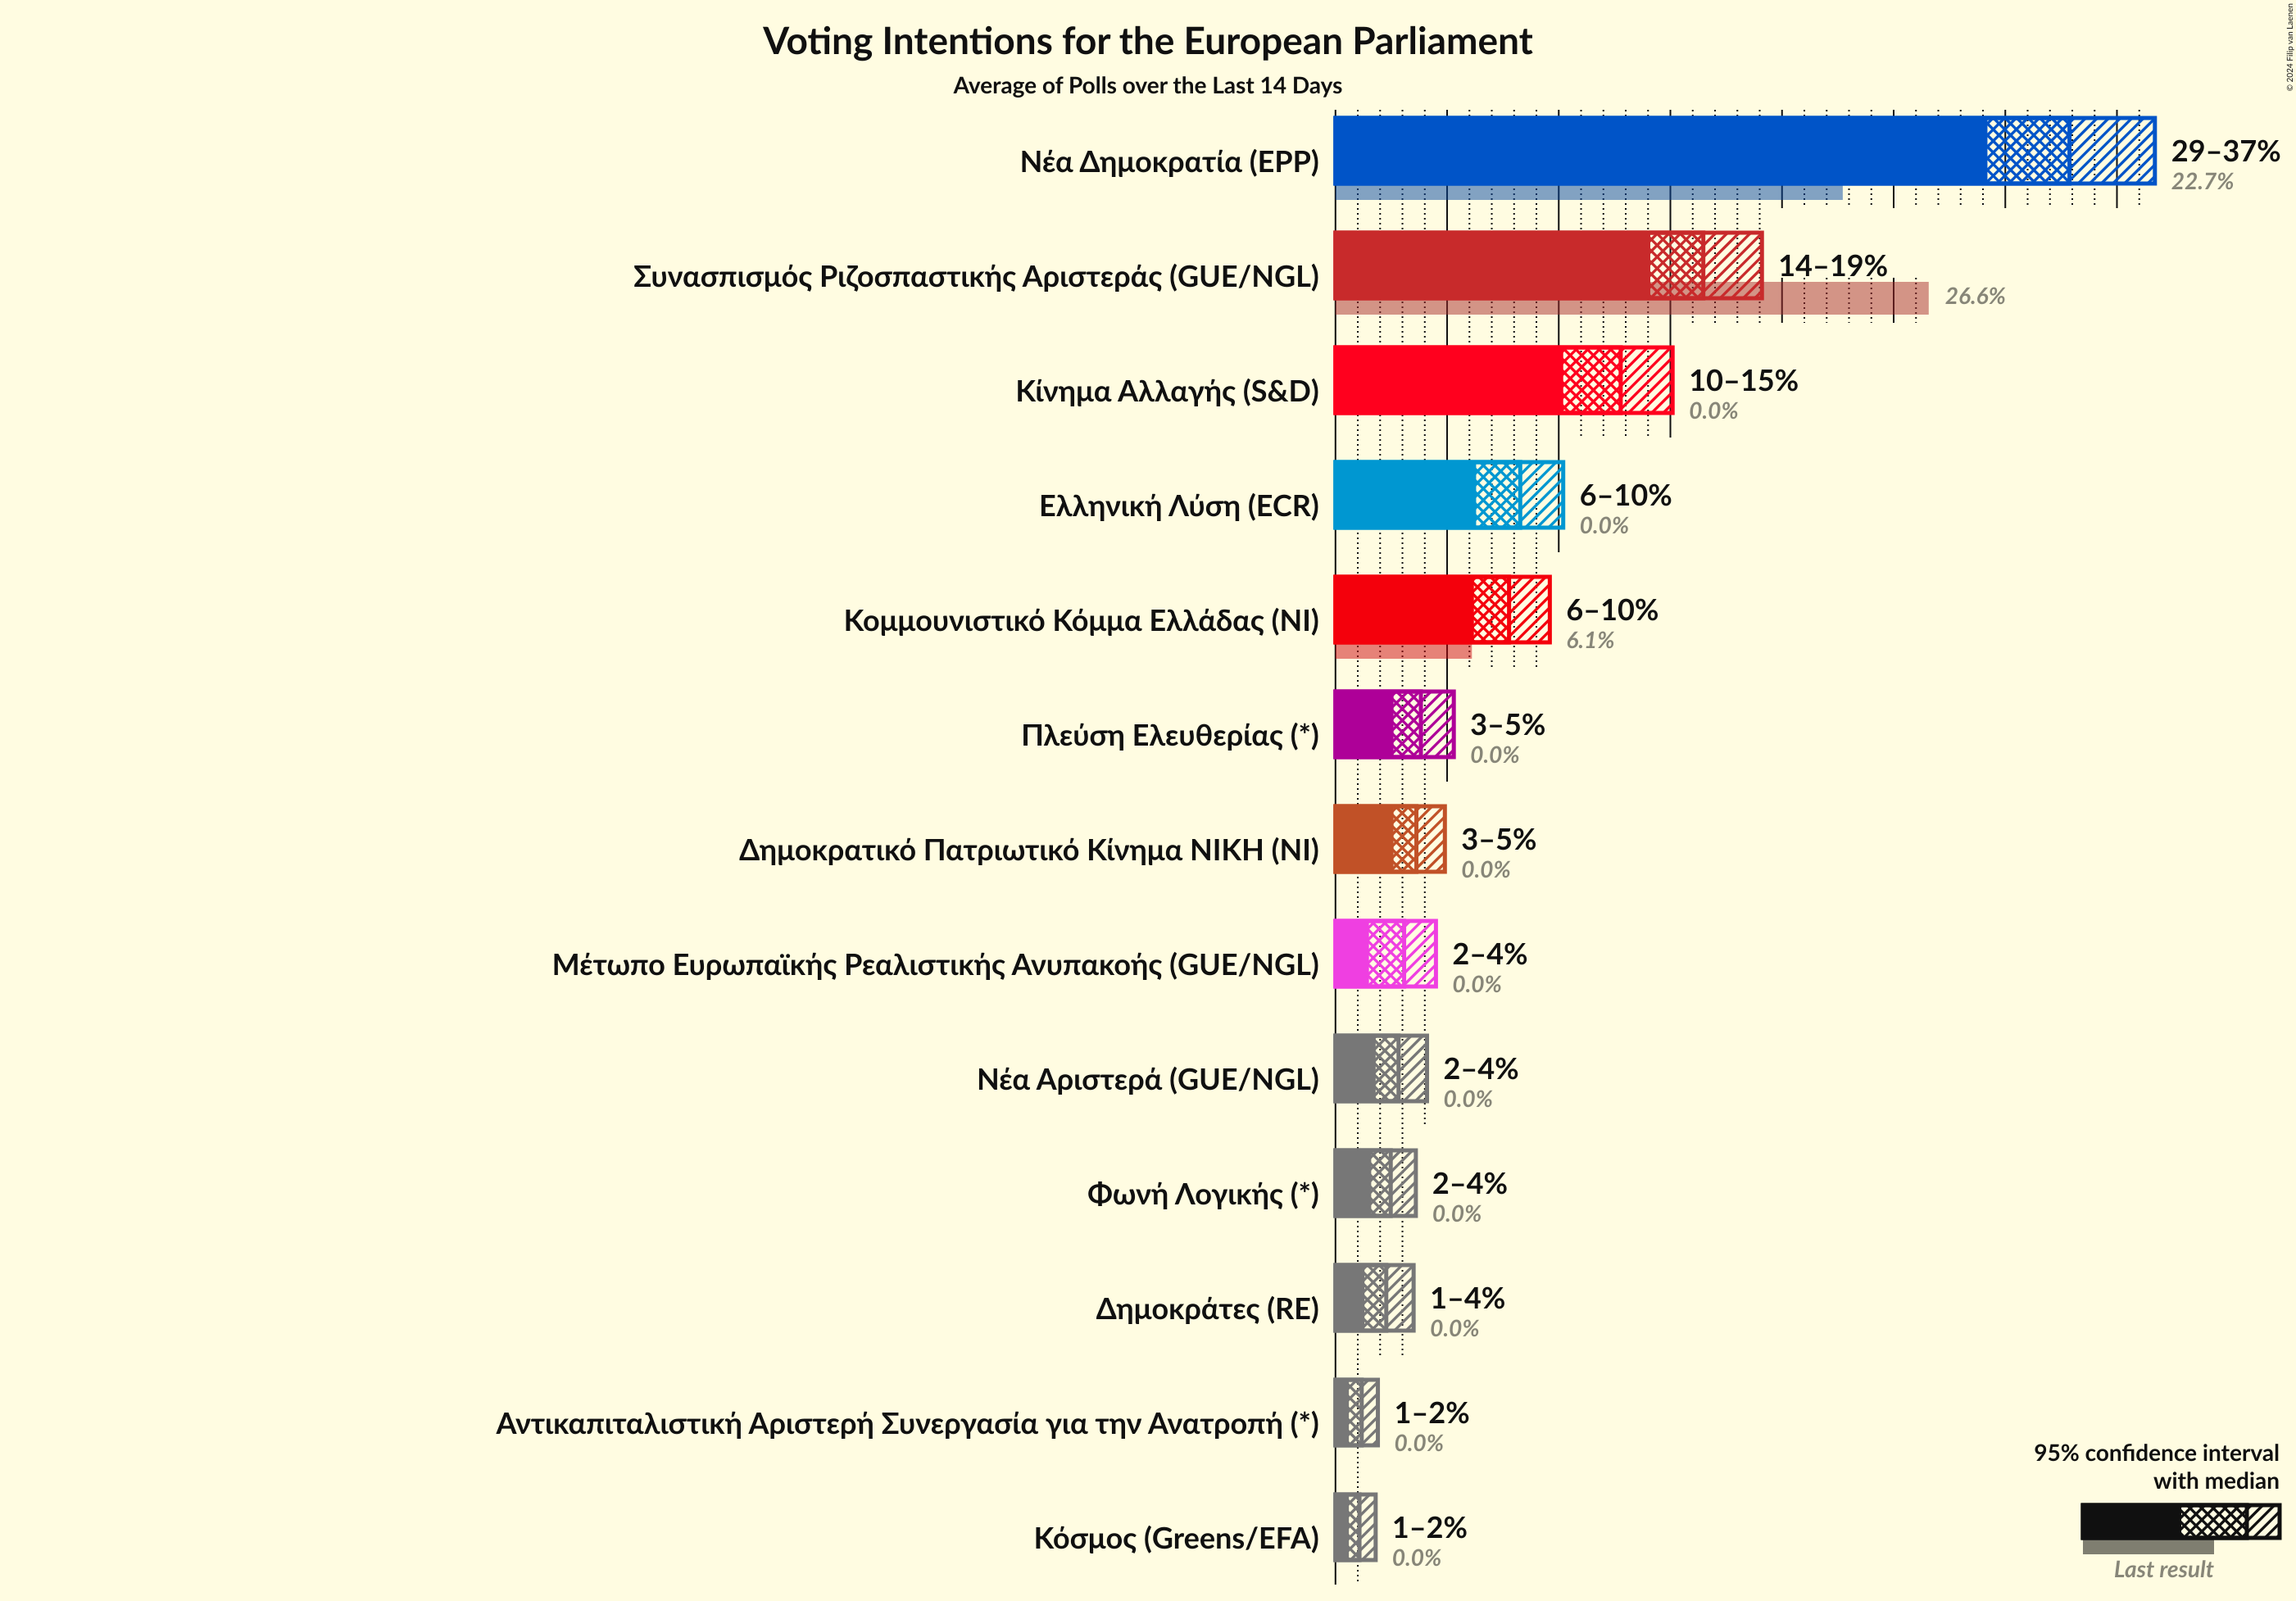 Voting Intentions for the European Parliament
Average of Polls over the Last 14 Days
© 2024 Filip van Laenen
Νέα Δημοκρατία (EPP)
29–37%
22.7%
Συνασπισμός Ριζοσπαστικής Αριστεράς (GUE/NGL)
14–19%
26.6%
Κίνημα Αλλαγής (S&D)
10–15%
0.0%
Ελληνική Λύση (ECR)
6–10%
0.0%
Κομμουνιστικό Κόμμα Ελλάδας (NI)
6–10%
6.1%
Πλεύση Ελευθερίας (*)
3–5%
0.0%
Δημοκρατικό Πατριωτικό Κίνημα ΝΙΚΗ (NI)
3–5%
0.0%
Μέτωπο Ευρωπαϊκής Ρεαλιστικής Ανυπακοής (GUE/NGL)
2–4%
0.0%
Νέα Αριστερά (GUE/NGL)
2–4%
0.0%
Φωνή Λογικής (*)
2–4%
0.0%
Δημοκράτες (RE)
1–4%
0.0%
Αντικαπιταλιστική Αριστερή Συνεργασία για την Ανατροπή (*)
1–2%
0.0%
Κόσμος (Greens/EFA)
1–2%
0.0%
95% confidence interval
with median
Last result